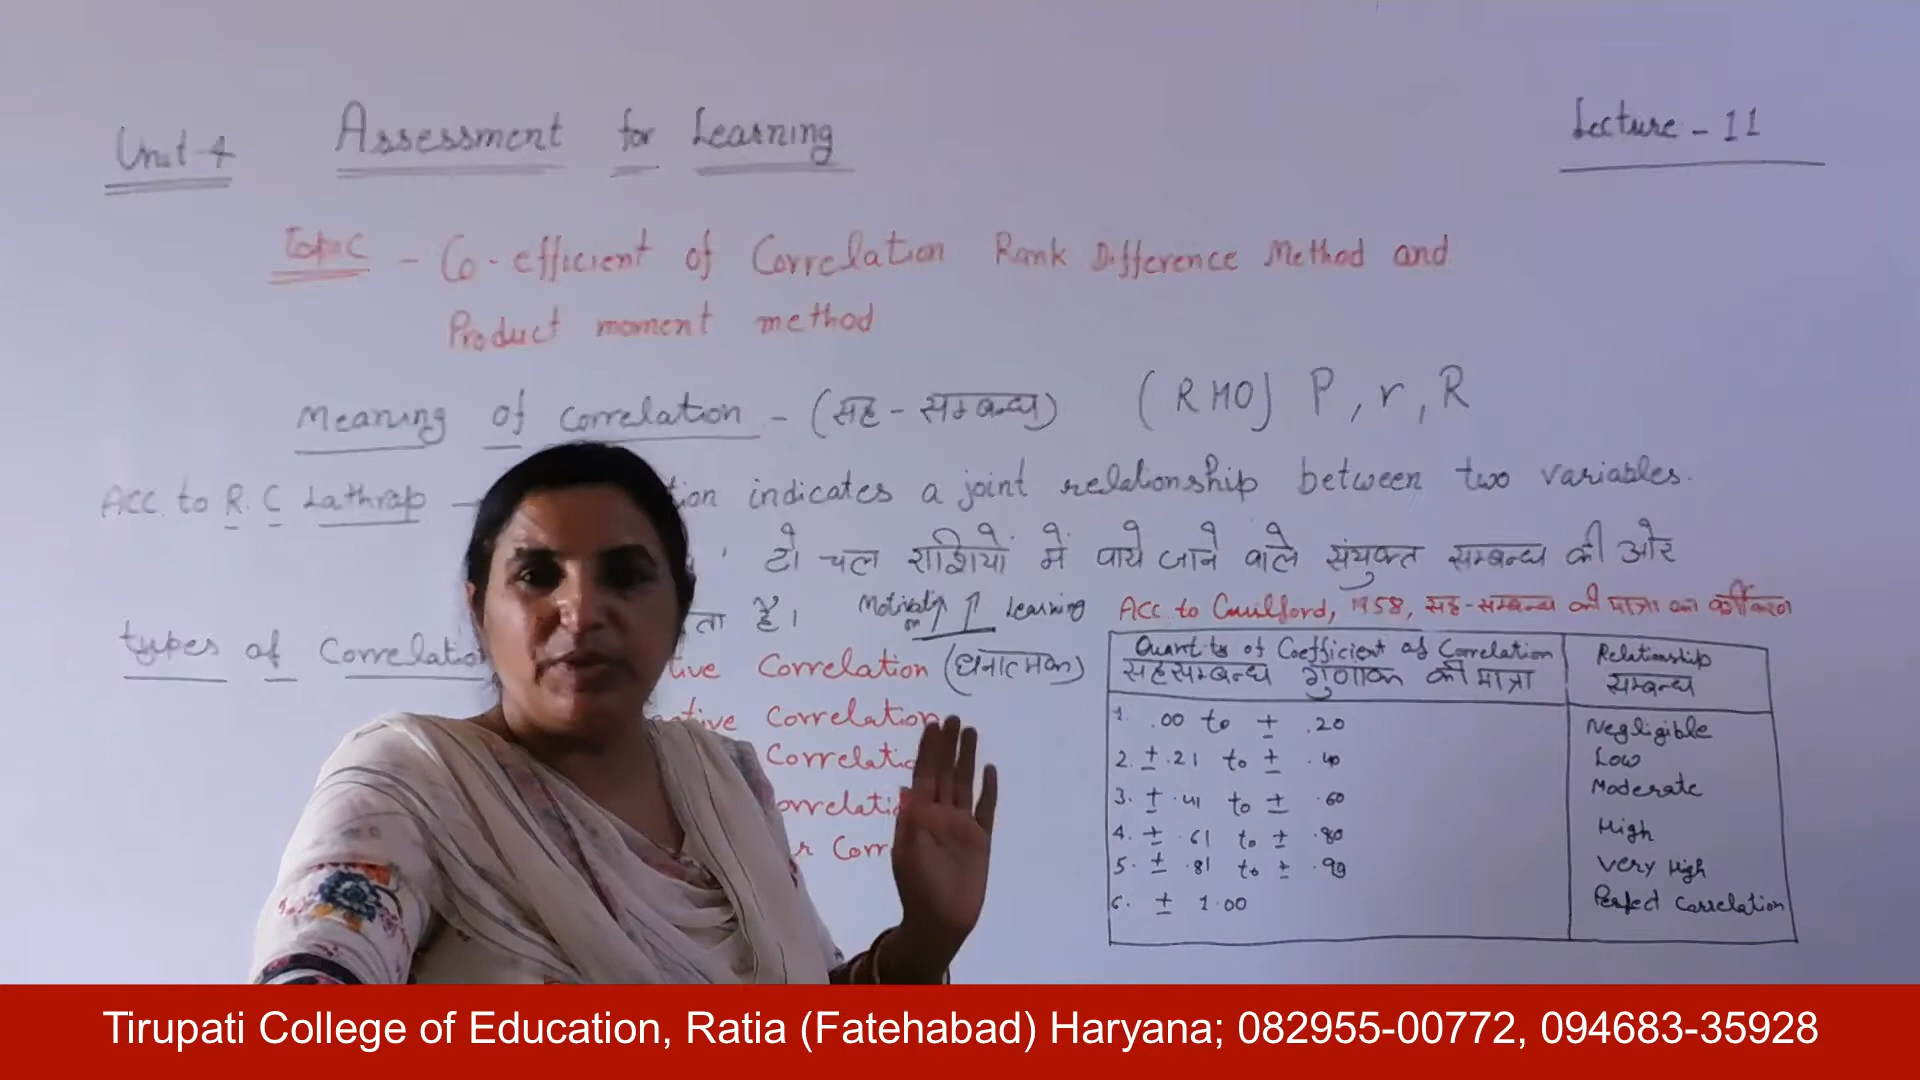 Unit-4 Assessment for Learning Lecture - 11
Topic - Co-efficient of Correlation Rank Difference Method and
Product moment method
Meaning of Correlation - (सह - सम्बन्ध) (RHO) P, r, R
Acc. to R. C Lathrap - tion indicates a joint relationship between two variables.
दो चल राशियों में पाये जाने वाले संयुक्त सम्बन्ध की ओर
ता है। Motivation ↑ ↑ Learning
types of Correlatio
tive Correlation (धनात्मक)
tive Correlation
Correlatio
orrelatio
r Corr
Acc to Guilford, 1958, सह-सम्बन्ध की मात्रा का वर्गीकरण
Quantity of Coefficient of Correlation Relationship
सहसम्बन्ध गुणांक की मात्रा सम्बन्ध
1. .00 to ± .20 Negligible
2. ± .21 to ± .40 Low
3. ± .41 to ± .60 Moderate
4. ± .61 to ± .80 High
5. ± .81 to ± .99 Very High
6. ± 1.00 Perfect Correlation
Tirupati College of Education, Ratia (Fatehabad) Haryana; 082955-00772, 094683-35928